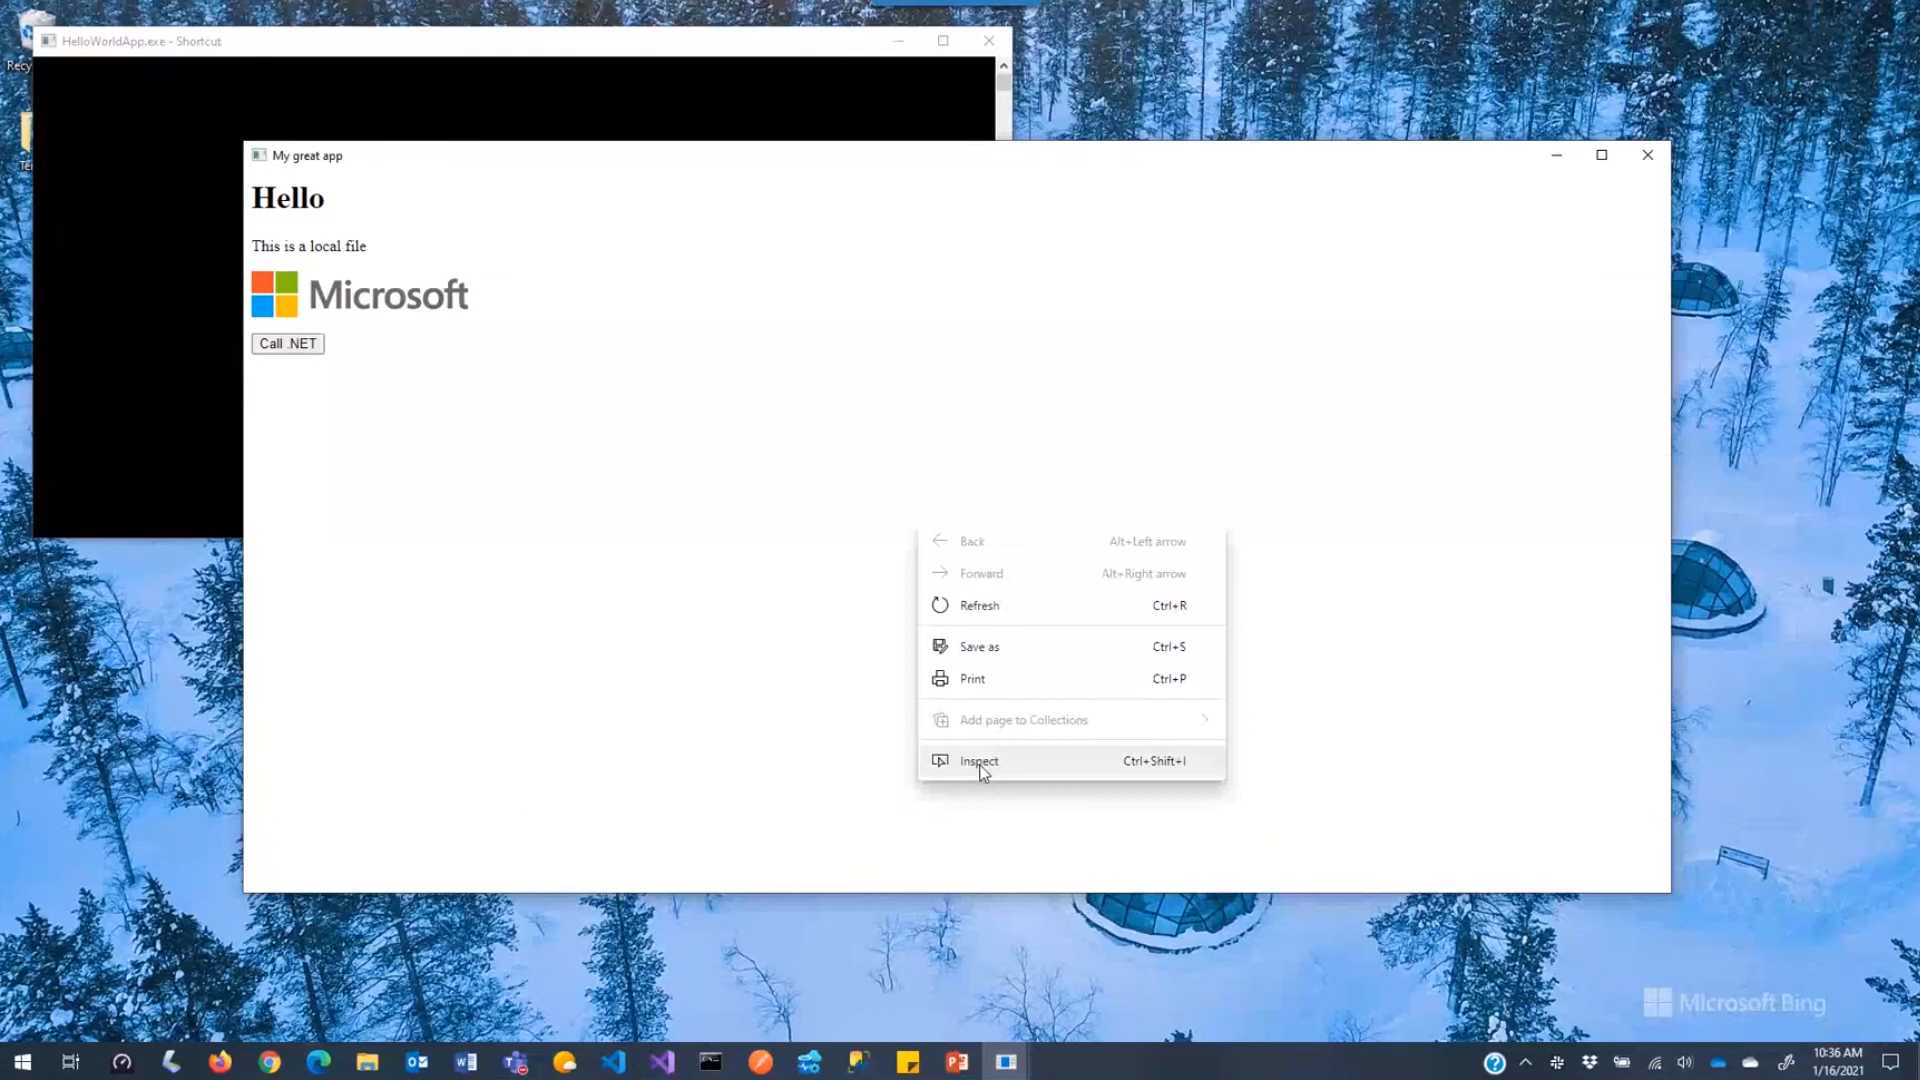 HelloWorldApp.exe - Shortcut
Recy
My great app
Hello
This is a local file
Microsoft
Call .NET
Back Alt+Left arrow
Forward Alt+Right arrow
Refresh Ctrl+R
Save as Ctrl+S
Print Ctrl+P
Add page to Collections
Inspect Ctrl+Shift+I
Microsoft Bing
10:36 AM
1/16/2021